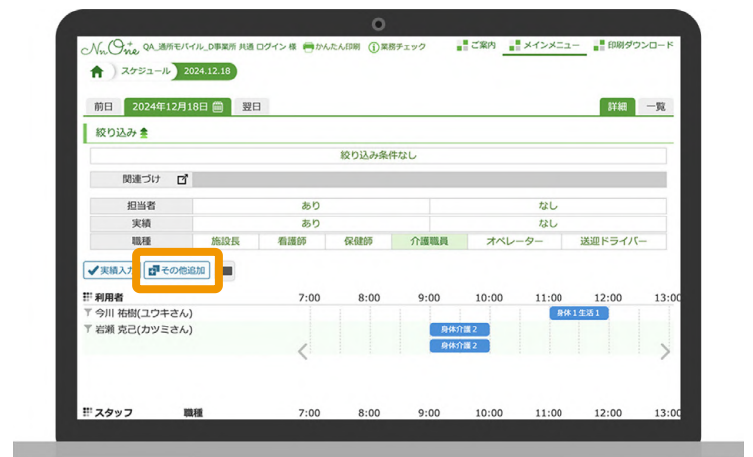 NnOne QA_通所モバイル_D事業所 共通 ログイン 様 かんたん印刷 業務チェック ご案内 メインメニュー 印刷ダウンロード
スケジュール 2024.12.18
前日 2024年12月18日 翌日 詳細 一覧
絞り込み
絞り込み条件なし
関連づけ
担当者 あり なし
実績 あり なし
職種 施設長 看護師 保健師 介護職員 オペレーター 送迎ドライバー
実績入力 その他追加
利用者 7:00 8:00 9:00 10:00 11:00 12:00 13:00
今川 祐樹(ユウキさん) 身体1生活1
岩瀬 克己(カツミさん) 身体介護2
身体介護2
スタッフ 職種 7:00 8:00 9:00 10:00 11:00 12:00 13:00